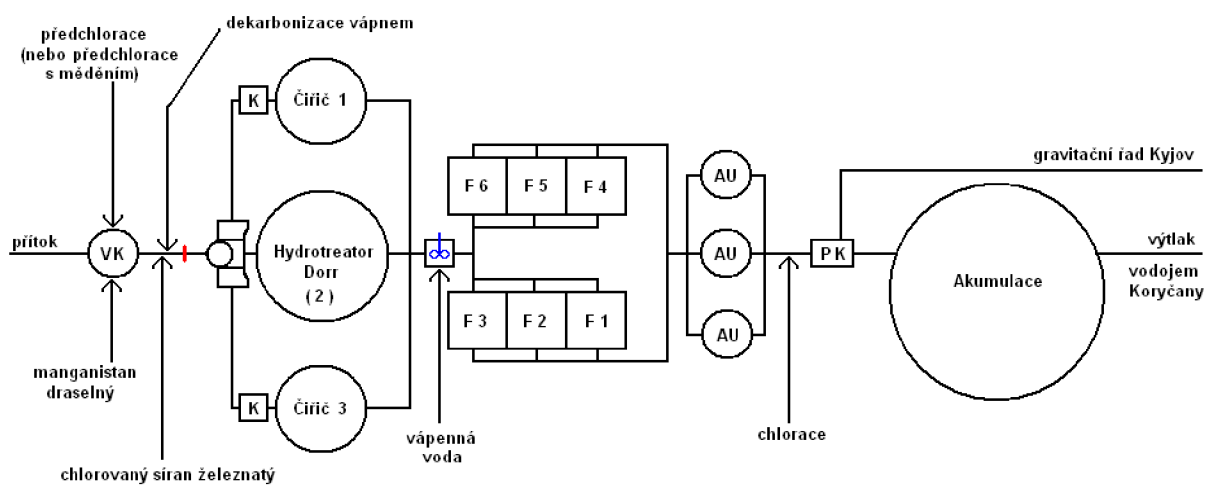 dekarbonizace vápnem
předchlorace
(nebo předchlorace
s měděním)
K
Čiřič 1
gravitační řad Kyjov
F 6
F 5
F 4
AU
přítok
VK
Hydrotreator
Dorr
( 2 )
AU
P K
Akumulace
výtlak
vodojem
Koryčany
F 3
F 2
F 1
AU
manganistan
draselný
K
Čiřič 3
vápenná
voda
chlorace
chlorovaný síran železnatý